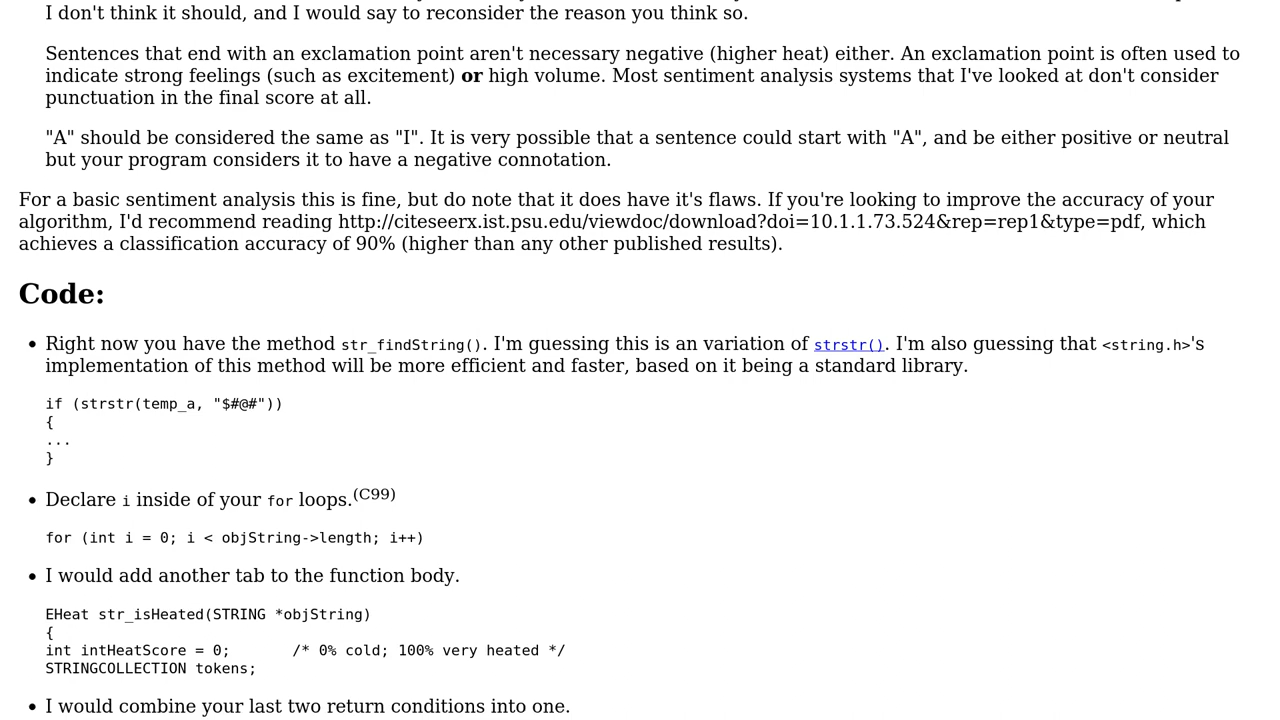 I don't think it should, and I would say to reconsider the reason you think so.
Sentences that end with an exclamation point aren't necessary negative (higher heat) either. An exclamation point is often used to
indicate strong feelings (such as excitement) or high volume. Most sentiment analysis systems that I've looked at don't consider
punctuation in the final score at all.
"A" should be considered the same as "I". It is very possible that a sentence could start with "A", and be either positive or neutral
but your program considers it to have a negative connotation.
For a basic sentiment analysis this is fine, but do note that it does have it's flaws. If you're looking to improve the accuracy of your
algorithm, I'd recommend reading http://citeseerx.ist.psu.edu/viewdoc/download?doi=10.1.1.73.524&rep=rep1&type=pdf, which
achieves a classification accuracy of 90% (higher than any other published results).
Code:
• Right now you have the method str_findString(). I'm guessing this is an variation of strstr(). I'm also guessing that <string.h>'s
implementation of this method will be more efficient and faster, based on it being a standard library.
if (strstr(temp_a, "$#@#"))
{
...
}
• Declare i inside of your for loops.(C99)
for (int i = 0; i < objString->length; i++)
• I would add another tab to the function body.
EHeat str_isHeated(STRING *objString)
{
int intHeatScore = 0;       /* 0% cold; 100% very heated */
STRINGCOLLECTION tokens;
• I would combine your last two return conditions into one.